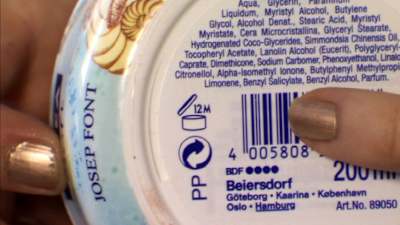 Aqua, Glycerin, Paraffinum
Liquidum, Myristyl Alcohol, Butylene
Glycol, Alcohol Denat., Stearic Acid, Myristyl
Myristate, Cera Microcristallina, Glyceryl Stearate,
Hydrogenated Coco-Glycerides, Simmondsia Chinensis Oil,
Tocopheryl Acetate, Lanolin Alcohol (Eucerit), Polyglyceryl-
Caprate, Dimethicone, Sodium Carbomer, Phenoxyethanol, Linalool
Citronellol, Alpha-Isomethyl Ionone, Butylphenyl Methylpropional
Limonene, Benzyl Salicylate, Benzyl Alcohol, Parfum.
JOSEP FONT
12M
PP
4 005808
BDF
200ml
Beiersdorf
Göteborg · Kaarina · København
Oslo · Hamburg
Art.No. 89050